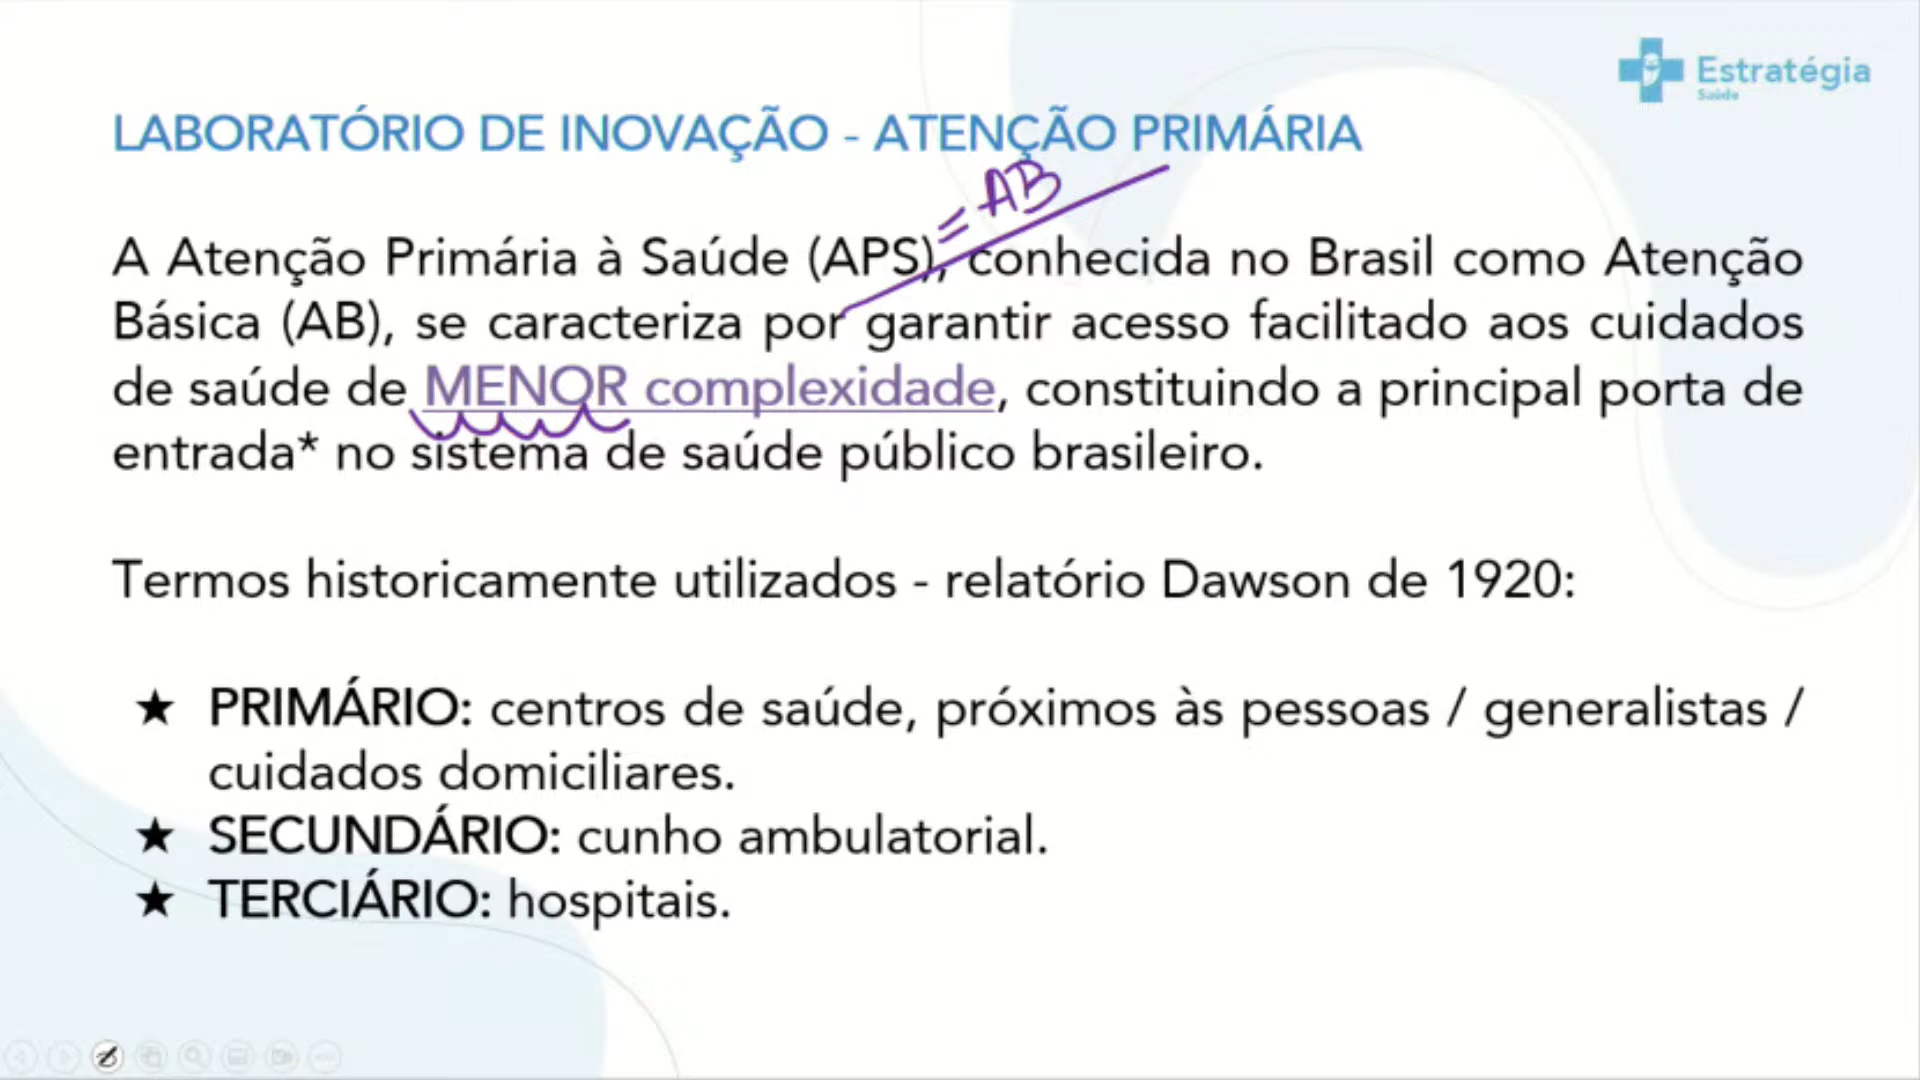 Estratégia
Saúde
LABORATÓRIO DE INOVAÇÃO - ATENÇÃO PRIMÁRIA
= AB
A Atenção Primária à Saúde (APS), conhecida no Brasil como Atenção
Básica (AB), se caracteriza por garantir acesso facilitado aos cuidados
de saúde de MENOR complexidade, constituindo a principal porta de
entrada* no sistema de saúde público brasileiro.
Termos historicamente utilizados - relatório Dawson de 1920:
★ PRIMÁRIO: centros de saúde, próximos às pessoas / generalistas /
cuidados domiciliares.
★ SECUNDÁRIO: cunho ambulatorial.
★ TERCIÁRIO: hospitais.